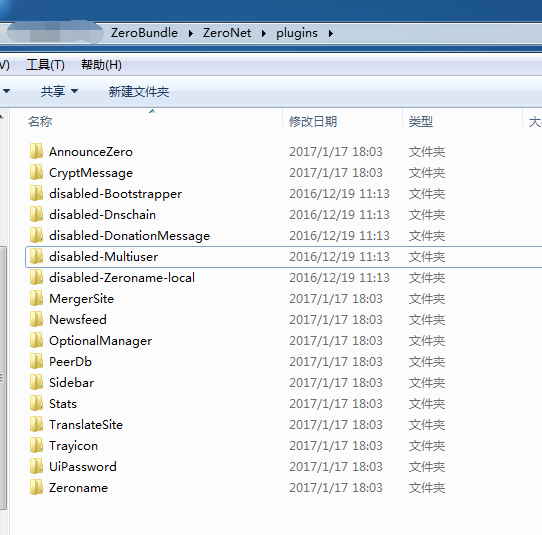 ZeroBundle ▸ ZeroNet ▸ plugins ▸
V) 工具(T) 帮助(H)
共享 新建文件夹
名称 修改日期 类型 大
AnnounceZero 2017/1/17 18:03 文件夹
CryptMessage 2017/1/17 18:03 文件夹
disabled-Bootstrapper 2016/12/19 11:13 文件夹
disabled-Dnschain 2016/12/19 11:13 文件夹
disabled-DonationMessage 2016/12/19 11:13 文件夹
disabled-Multiuser 2016/12/19 11:13 文件夹
disabled-Zeroname-local 2016/12/19 11:13 文件夹
MergerSite 2017/1/17 18:03 文件夹
Newsfeed 2017/1/17 18:03 文件夹
OptionalManager 2017/1/17 18:03 文件夹
PeerDb 2017/1/17 18:03 文件夹
Sidebar 2017/1/17 18:03 文件夹
Stats 2017/1/17 18:03 文件夹
TranslateSite 2017/1/17 18:03 文件夹
Trayicon 2017/1/17 18:03 文件夹
UiPassword 2017/1/17 18:03 文件夹
Zeroname 2017/1/17 18:03 文件夹